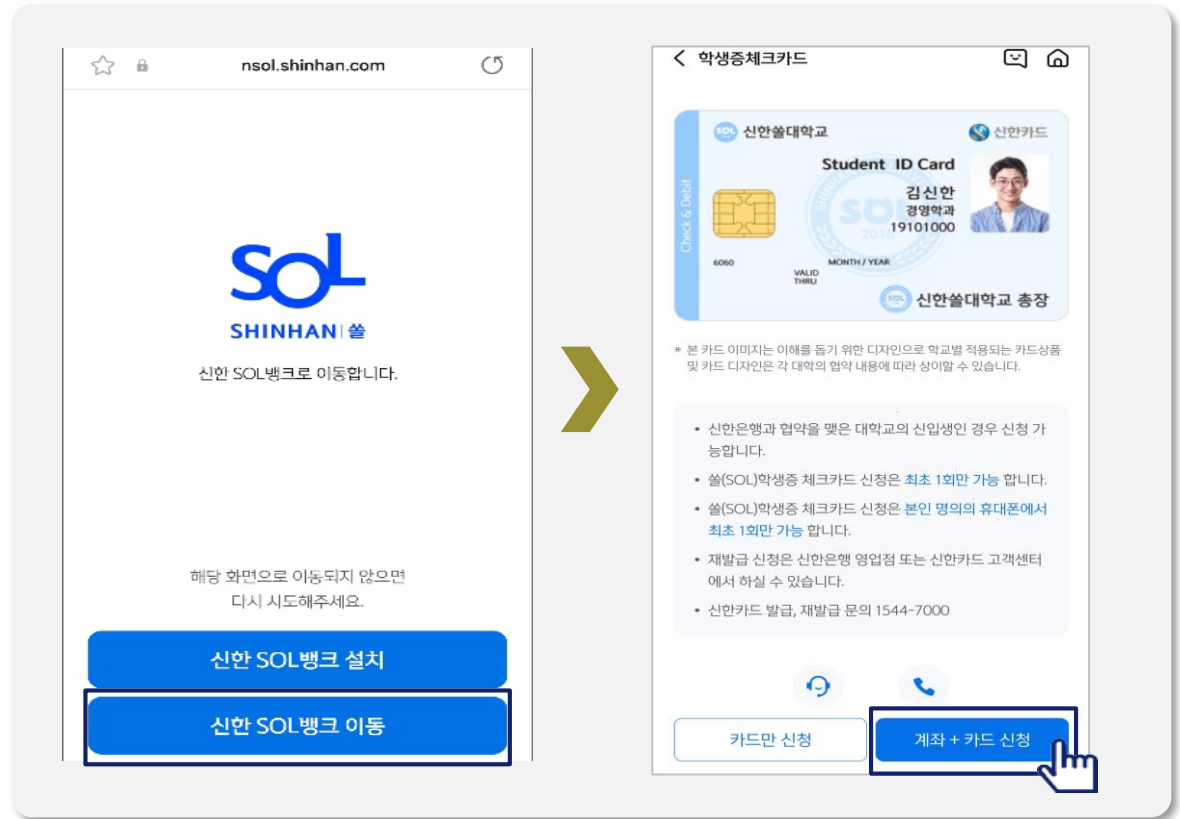 nsol.shinhan.com
SOL
SHINHAN 쏠
신한 SOL뱅크로 이동합니다.
해당 화면으로 이동되지 않으면
다시 시도해주세요.
신한 SOL뱅크 설치
신한 SOL뱅크 이동
학생증체크카드
SOL 신한쏠대학교
신한카드
Check & Debit
Student ID Card
김신한
경영학과
19101000
SOL
2018
6060
MONTH / YEAR
VALID
THRU
SOL 신한쏠대학교 총장
* 본 카드 이미지는 이해를 돕기 위한 디자인으로 학교별 적용되는 카드상품
및 카드 디자인은 각 대학의 협약 내용에 따라 상이할 수 있습니다.
• 신한은행과 협약을 맺은 대학교의 신입생인 경우 신청 가
능합니다.
• 쏠(SOL)학생증 체크카드 신청은 최초 1회만 가능 합니다.
• 쏠(SOL)학생증 체크카드 신청은 본인 명의의 휴대폰에서
최초 1회만 가능 합니다.
• 재발급 신청은 신한은행 영업점 또는 신한카드 고객센터
에서 하실 수 있습니다.
• 신한카드 발급, 재발급 문의 1544-7000
카드만 신청
계좌 + 카드 신청